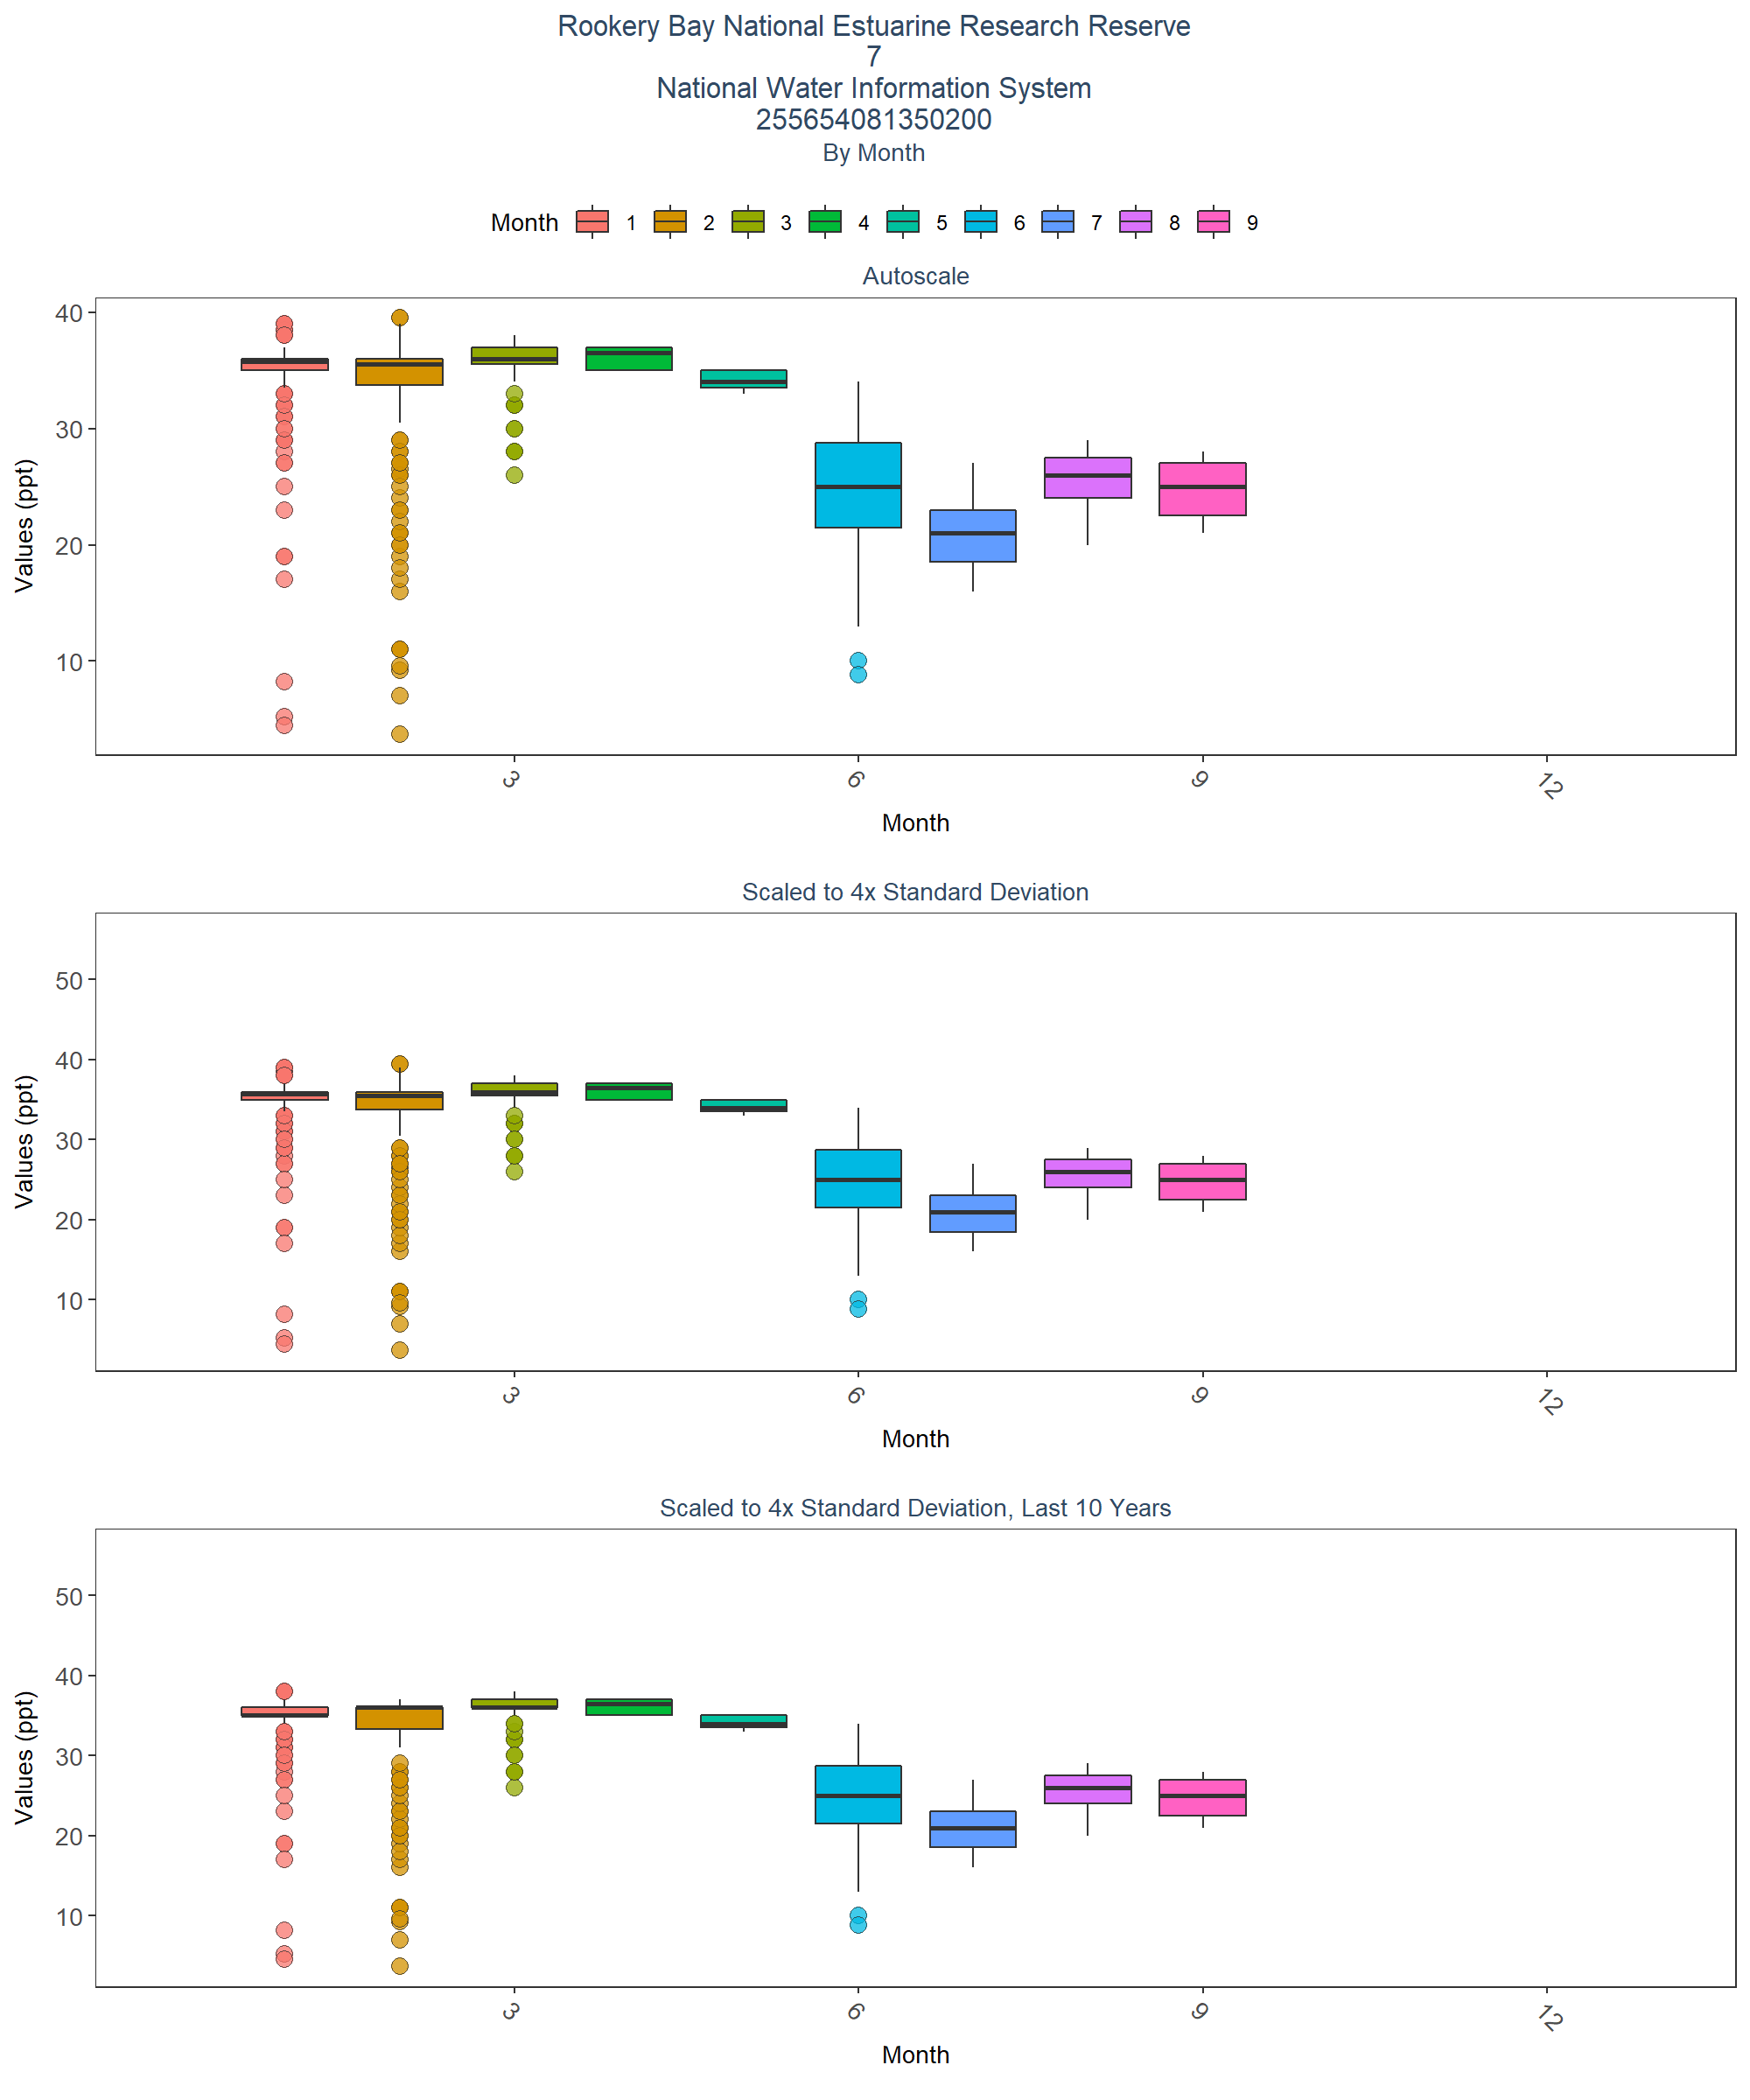 Rookery Bay National Estuarine Research Reserve
7
National Water Information System
255654081350200
By Month
Month 1 2 3 4 5 6 7 8 9
Autoscale
Values (ppt)
40
30
20
10
3 6 9 12
Month
Scaled to 4x Standard Deviation
Values (ppt)
50
40
30
20
10
3 6 9 12
Month
Scaled to 4x Standard Deviation, Last 10 Years
Values (ppt)
50
40
30
20
10
3 6 9 12
Month